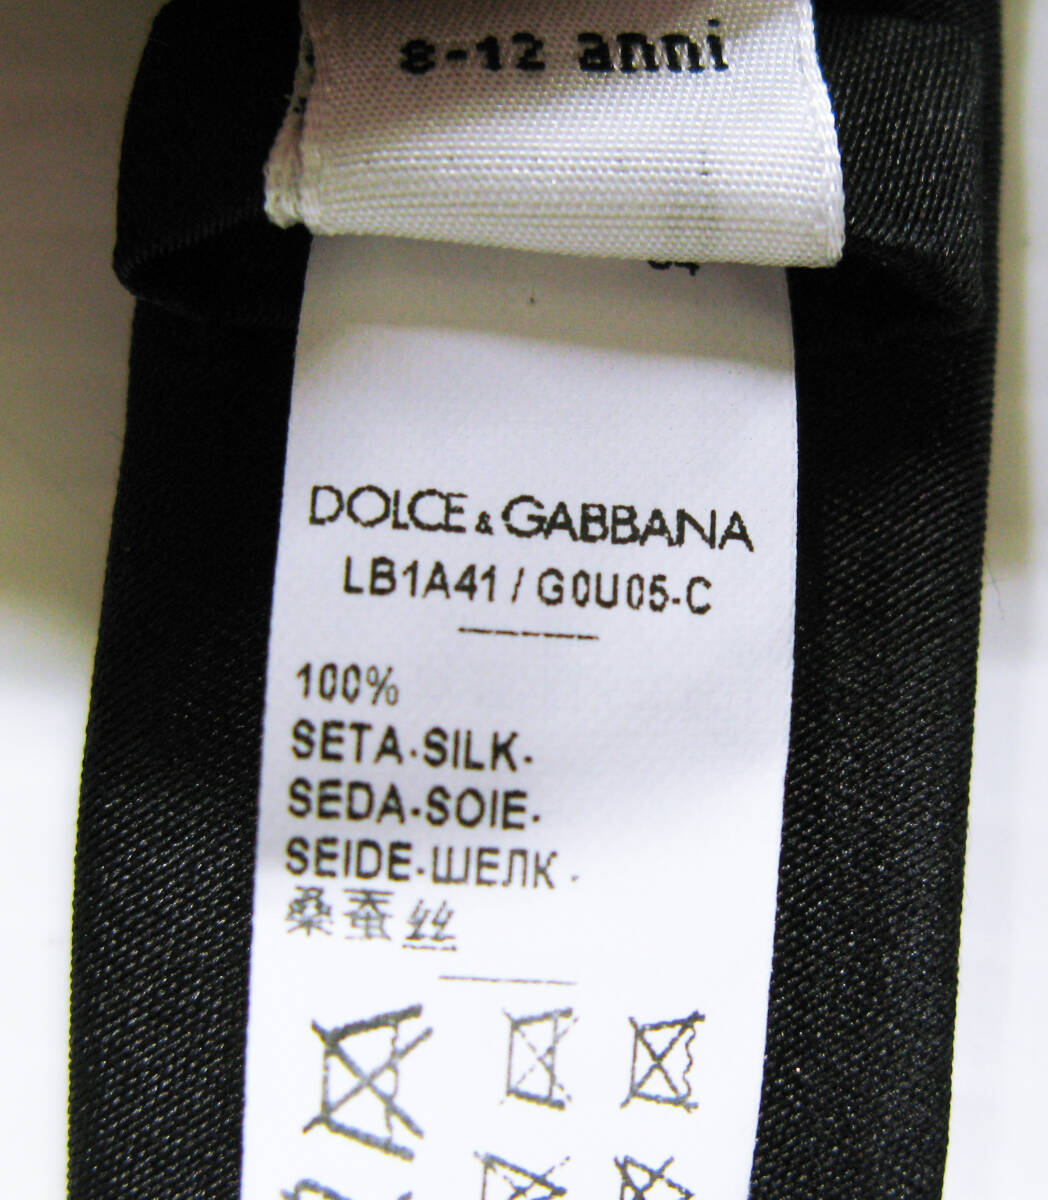 8-12 anni
DOLCE & GABBANA
LB1A41 / G0U05-C
100%
SETA·SILK·
SEDA·SOIE·
SEIDE·ШЕЛК·
桑蚕丝